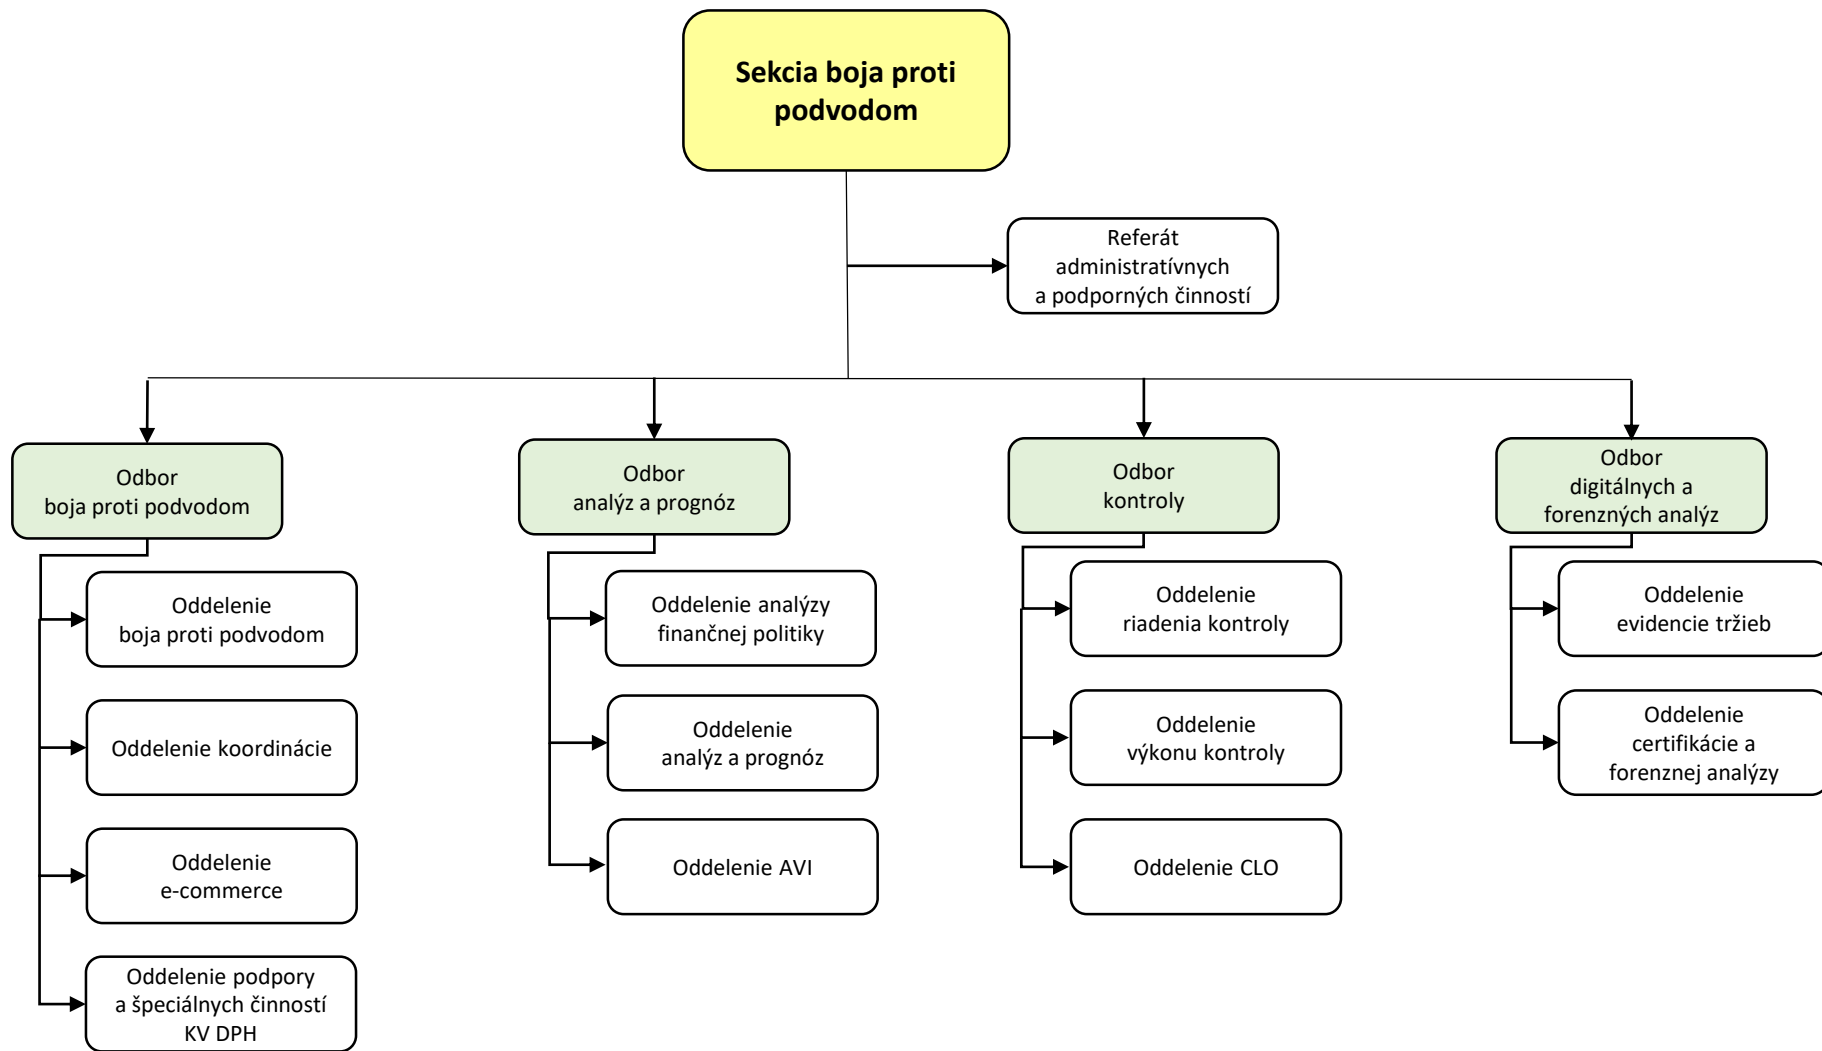 Sekcia boja proti
podvodom
Referát
administratívnych
a podporných činností
Odbor
boja proti podvodom
Odbor
analýz a prognóz
Odbor
kontroly
Odbor
digitálnych a
forenzných analýz
Oddelenie
boja proti podvodom
Oddelenie koordinácie
Oddelenie
e-commerce
Oddelenie podpory
a špeciálnych činností
KV DPH
Oddelenie analýzy
finančnej politiky
Oddelenie
analýz a prognóz
Oddelenie AVI
Oddelenie
riadenia kontroly
Oddelenie
výkonu kontroly
Oddelenie CLO
Oddelenie
evidencie tržieb
Oddelenie
certifikácie a
forenznej analýzy